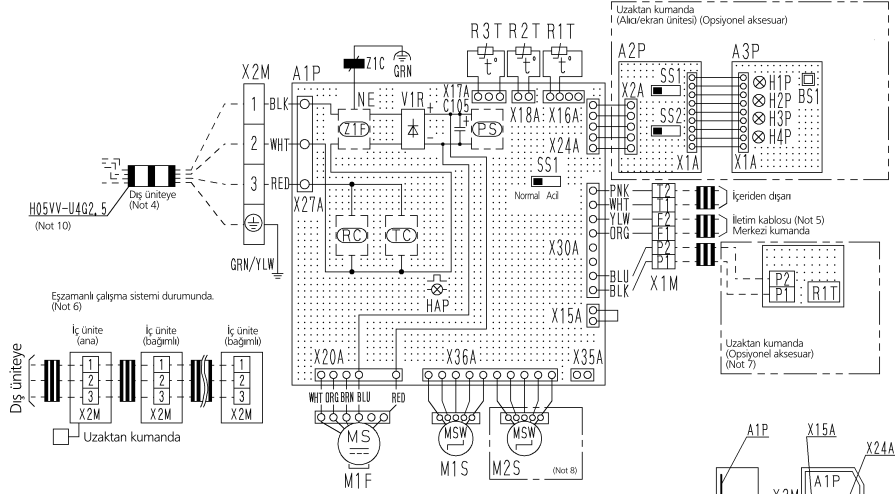 Uzaktan kumanda
(Alıcı/ekran ünitesi) (Opsiyonel aksesuar)
R3T R2T R1T
t° t° t°
A2P A3P
Z1C GRN
X2M A1P
X17A
C105
X18A X16A
X2A SS1
H1P
H2P
H3P
H4P
BS1
SS2
X1A X1A
NE V1R
Z1F PS
X24A
1 BLK
2 WHT
3 RED
X27A
Dış üniteye
(Not 4)
H05VV-U4G2.5
(Not 10)
GRN/YLW
SS1
Normal Acil
RC TC
HAP
X30A
PNK T2
WHT T1
YLW F2
ORG F1
P2
P1
BLU
BLK
X1M
İçeriden dışarı
İletim kablosu (Not 5)
Merkezi kumanda
P2
P1
R1T
Uzaktan kumanda
(Opsiyonel aksesuar)
(Not 7)
X15A
X20A X36A X35A
WHT ORG BRN BLU RED
MS
M1F
MSW
M1S
MSW
M2S
(Not 8)
Eşzamanlı çalışma sistemi durumunda.
(Not 6)
İç ünite
(ana)
İç ünite
(bağımlı)
İç ünite
(bağımlı)
Dış üniteye
1 1 1
2 2 2
3 3 3
X2M X2M X2M
Uzaktan kumanda
A1P X15A
X24A
A1P
X2M